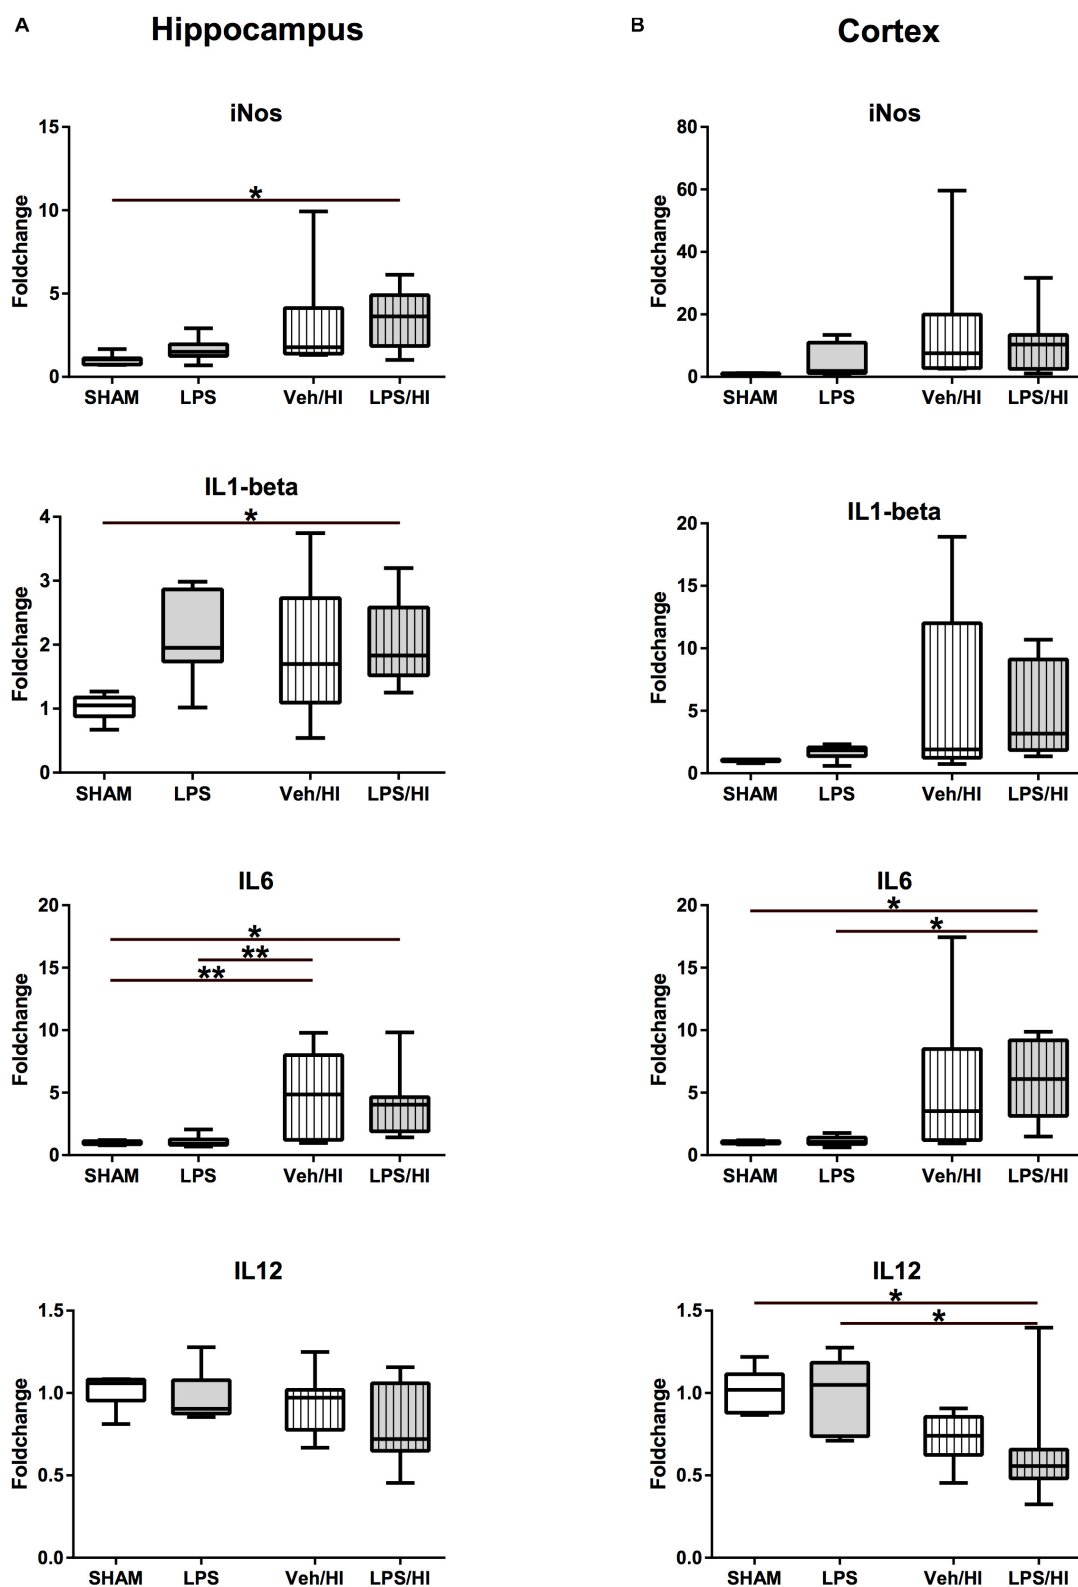 A Hippocampus
B Cortex
iNos
15
10
5
0
Foldchange
*
SHAM LPS Veh/HI LPS/HI
iNos
80
60
40
20
0
Foldchange
SHAM LPS Veh/HI LPS/HI
IL1-beta
4
3
2
1
0
Foldchange
*
SHAM LPS Veh/HI LPS/HI
IL1-beta
20
15
10
5
0
Foldchange
SHAM LPS Veh/HI LPS/HI
IL6
20
15
10
5
0
Foldchange
*
**
**
SHAM LPS Veh/HI LPS/HI
IL6
20
15
10
5
0
Foldchange
*
*
SHAM LPS Veh/HI LPS/HI
IL12
1.5
1.0
0.5
0.0
Foldchange
SHAM LPS Veh/HI LPS/HI
IL12
1.5
1.0
0.5
0.0
Foldchange
*
*
SHAM LPS Veh/HI LPS/HI